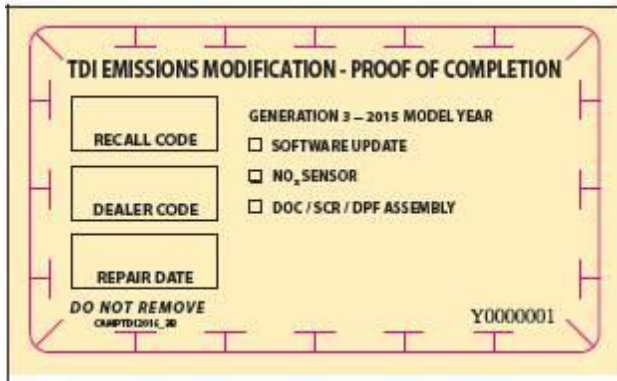 TDI EMISSIONS MODIFICATION - PROOF OF COMPLETION
RECALL CODE
DEALER CODE
REPAIR DATE
GENERATION 3 – 2015 MODEL YEAR
☐ SOFTWARE UPDATE
☐ NOₓ SENSOR
☐ DOC / SCR / DPF ASSEMBLY
DO NOT REMOVE
Y0000001